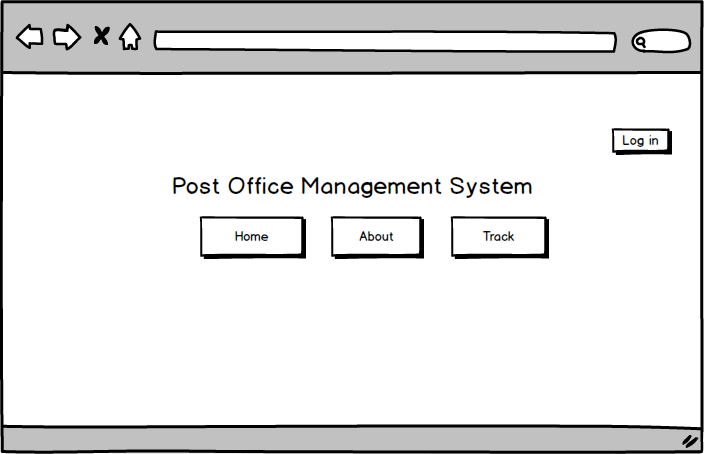 Log in
Post Office Management System
Home About Track